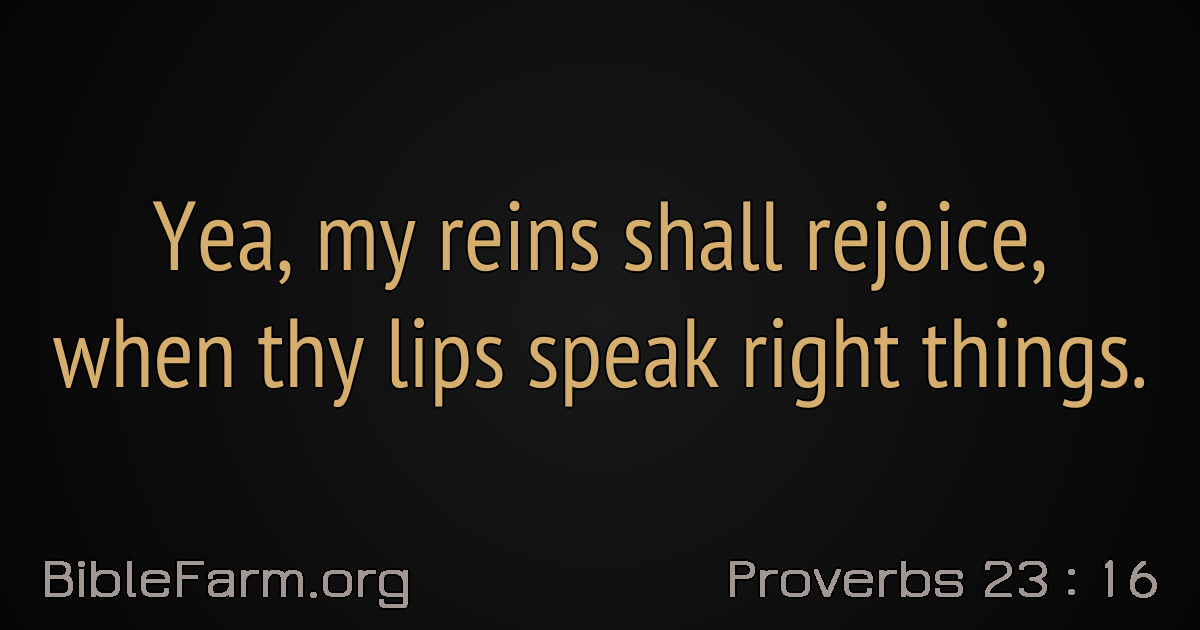 Yea, my reins shall rejoice,
when thy lips speak right things.
BibleFarm.org
Proverbs 23 : 16